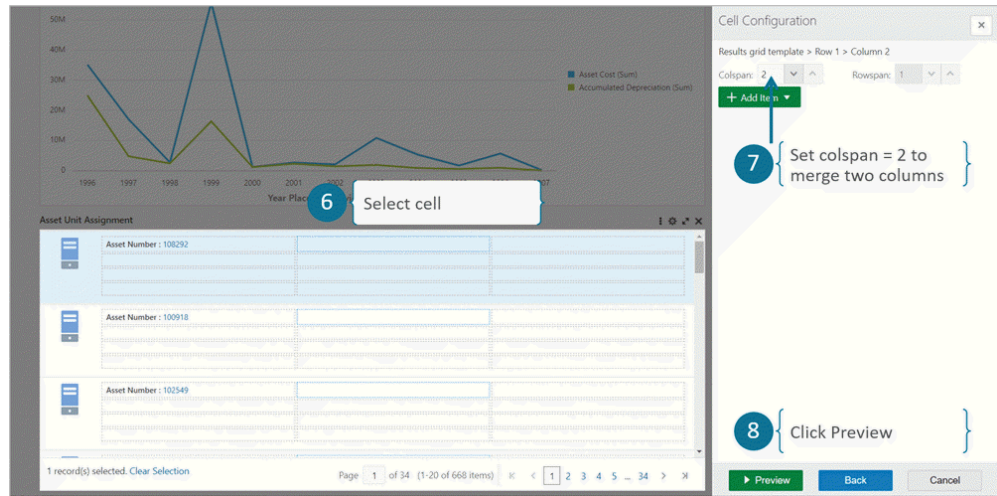 50M
40M
30M
20M
10M
0
Asset Cost (Sum)
Accumulated Depreciation (Sum)
1996 1997 1998 1999 2000 2001 2002
Year
6 Select cell
Asset Unit Assignment
Asset Number : 108292
Asset Number : 100918
Asset Number : 102549
1 record(s) selected. Clear Selection
Page 1 of 34 (1-20 of 668 items) 1 2 3 4 5 ... 34
Cell Configuration
Results grid template > Row 1 > Column 2
Colspan: 2 Rowspan: 1
+ Add Item
7 Set colspan = 2 to
merge two columns
8 Click Preview
Preview Back Cancel